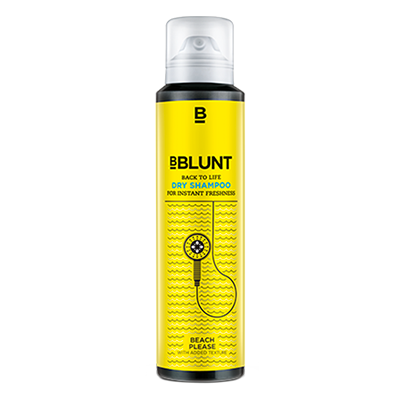 B
BBLUNT
BACK TO LIFE
DRY SHAMPOO
FOR INSTANT FRESHNESS
BEACH
PLEASE
WITH ADDED TEXTURE